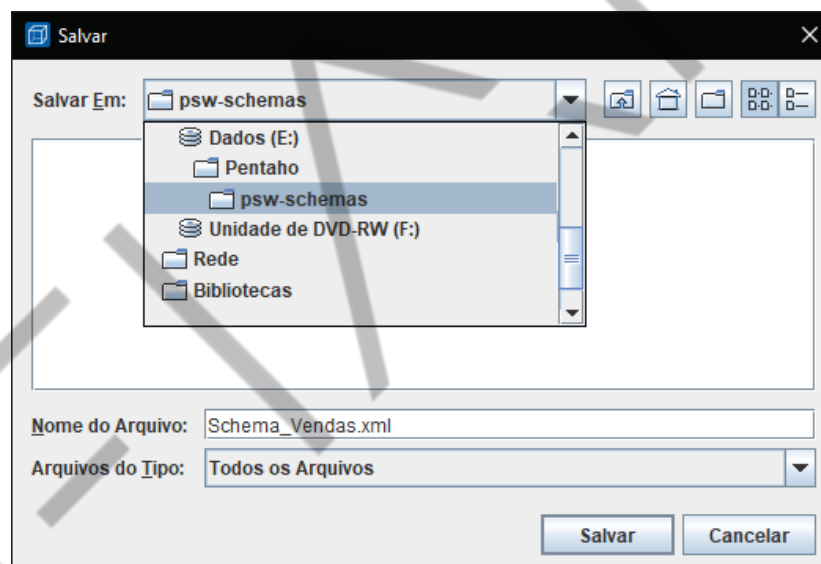 Salvar
Salvar Em: psw-schemas
Dados (E:)
Pentaho
psw-schemas
Unidade de DVD-RW (F:)
Rede
Bibliotecas
Nome do Arquivo: Schema_Vendas.xml
Arquivos do Tipo: Todos os Arquivos
Salvar Cancelar